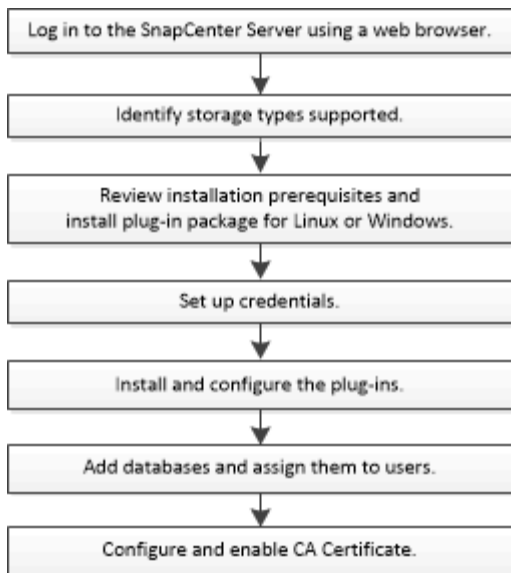 Log in to the SnapCenter Server using a web browser.
Identify storage types supported.
Review installation prerequisites and
install plug-in package for Linux or Windows.
Set up credentials.
Install and configure the plug-ins.
Add databases and assign them to users.
Configure and enable CA Certificate.